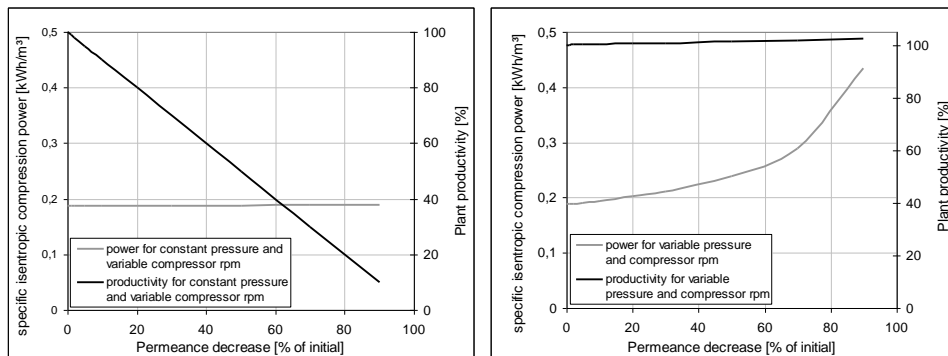 specific isentropic compression power [kWh/m³]
0,5
0,4
0,3
0,2
0,1
0
100
80
60
40
20
0
Plant productivity [%]
power for constant pressure and
variable compressor rpm
productivity for constant pressure
and variable compressor rpm
0 20 40 60 80 100
Permeance decrease [% of initial]
specific isentropic compression power [kWh/m³]
0,5
0,4
0,3
0,2
0,1
0
100
80
60
40
20
0
Plant productivity [%]
power for variable pressure
and compressor rpm
productivity for variable
pressure and compressor rpm
0 20 40 60 80 100
Permeance decrease [% of initial]